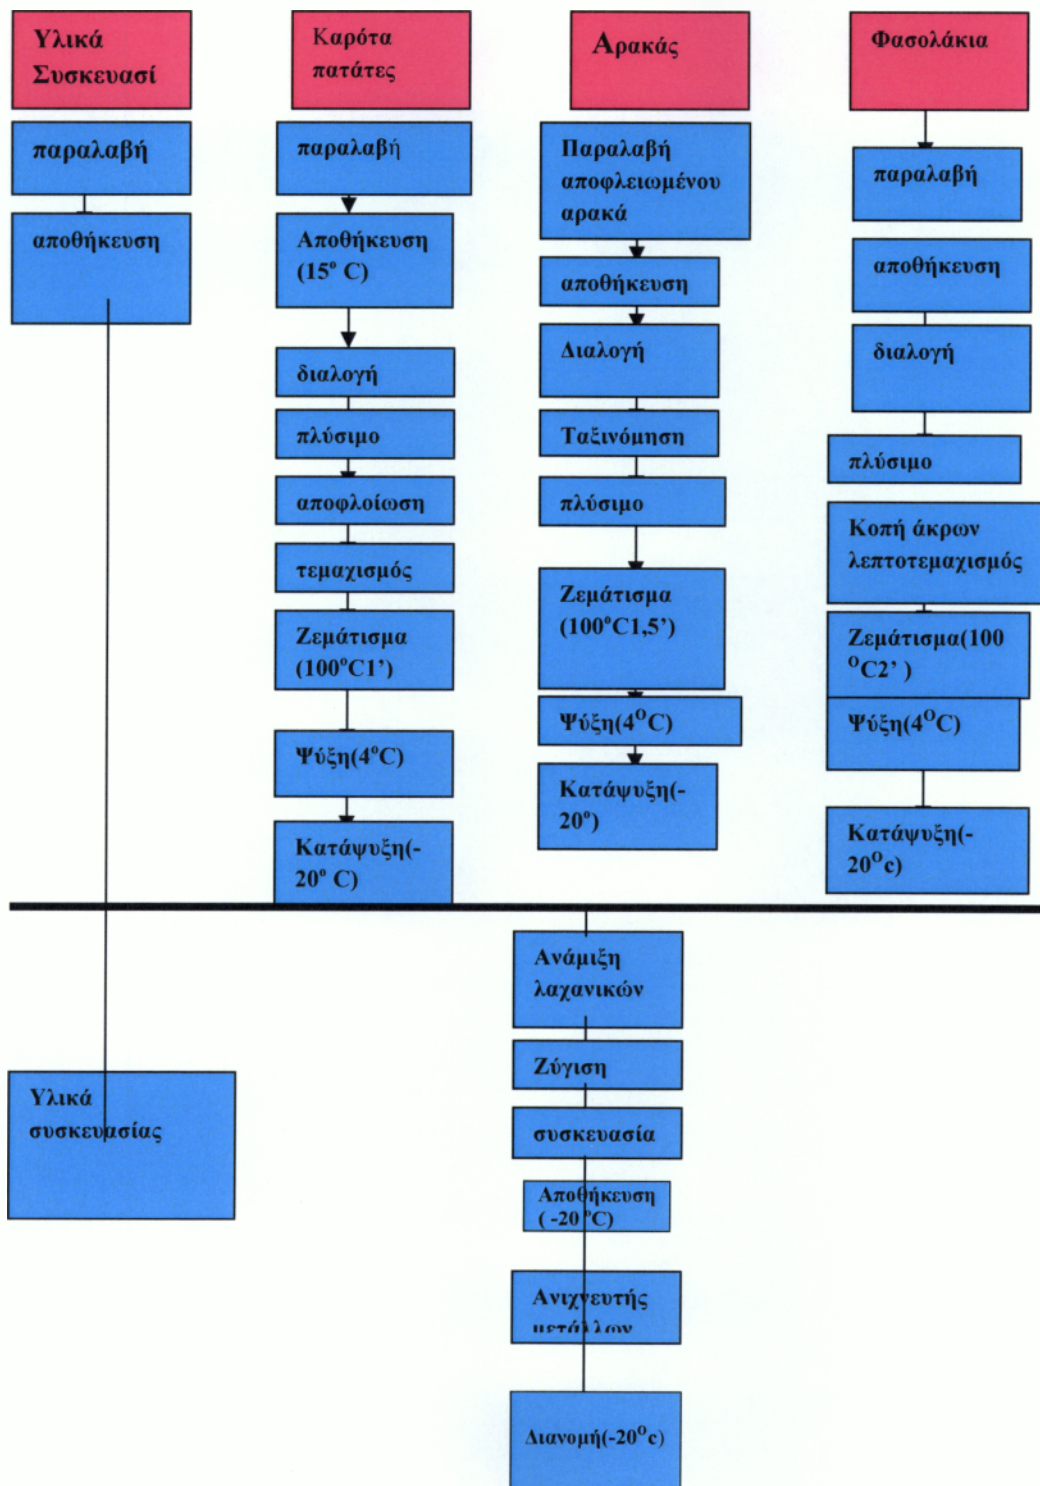 Υλικά
Συσκευασί
παραλαβή
αποθήκευση
Καρότα
πατάτες
παραλαβή
Αποθήκευση
(15° C)
διαλογή
πλύσιμο
αποφλοίωση
τεμαχισμός
Ζεμάτισμα
(100°C1’)
Ψύξη(4°C)
Κατάψυξη(-
20° C)
Αρακάς
Παραλαβή
αποφλειωμένου
αρακά
αποθήκευση
Διαλογή
Ταξινόμηση
πλύσιμο
Ζεμάτισμα
(100°C1,5’)
Ψύξη(4°C)
Κατάψυξη(-
20°)
Φασολάκια
παραλαβή
αποθήκευση
διαλογή
πλύσιμο
Κοπή άκρων
λεπτοτεμαχισμός
Ζεμάτισμα(100
°C2’ )
Ψύξη(4°C)
Κατάψυξη(-
20°c)
Υλικά
συσκευασίας
Ανάμιξη
λαχανικών
Ζύγιση
συσκευασία
Αποθήκευση
( -20 °C)
Ανιχνευτής
μετάλλων
Διανομή(-20°c)